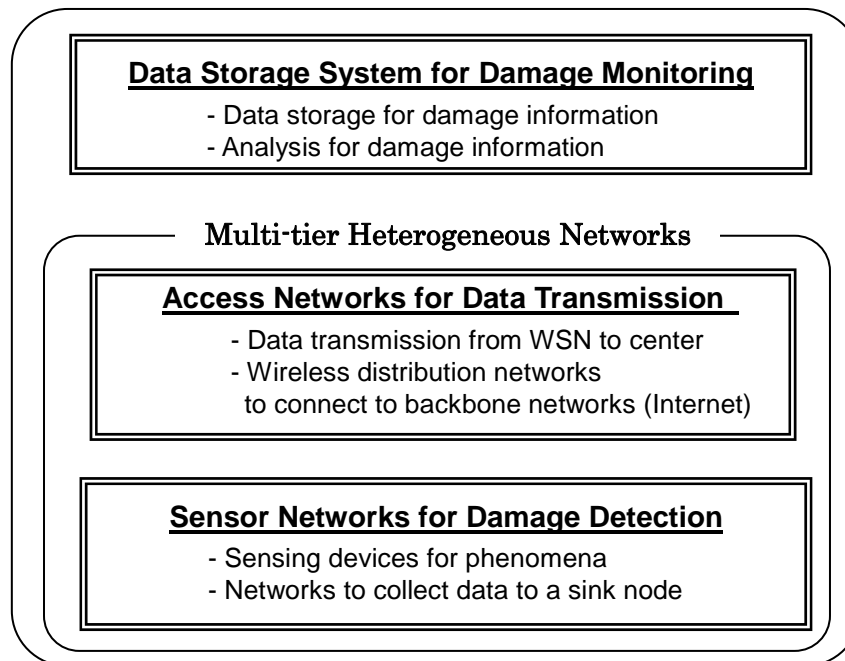 Data Storage System for Damage Monitoring
- Data storage for damage information
- Analysis for damage information
Multi-tier Heterogeneous Networks
Access Networks for Data Transmission
- Data transmission from WSN to center
- Wireless distribution networks
to connect to backbone networks (Internet)
Sensor Networks for Damage Detection
- Sensing devices for phenomena
- Networks to collect data to a sink node